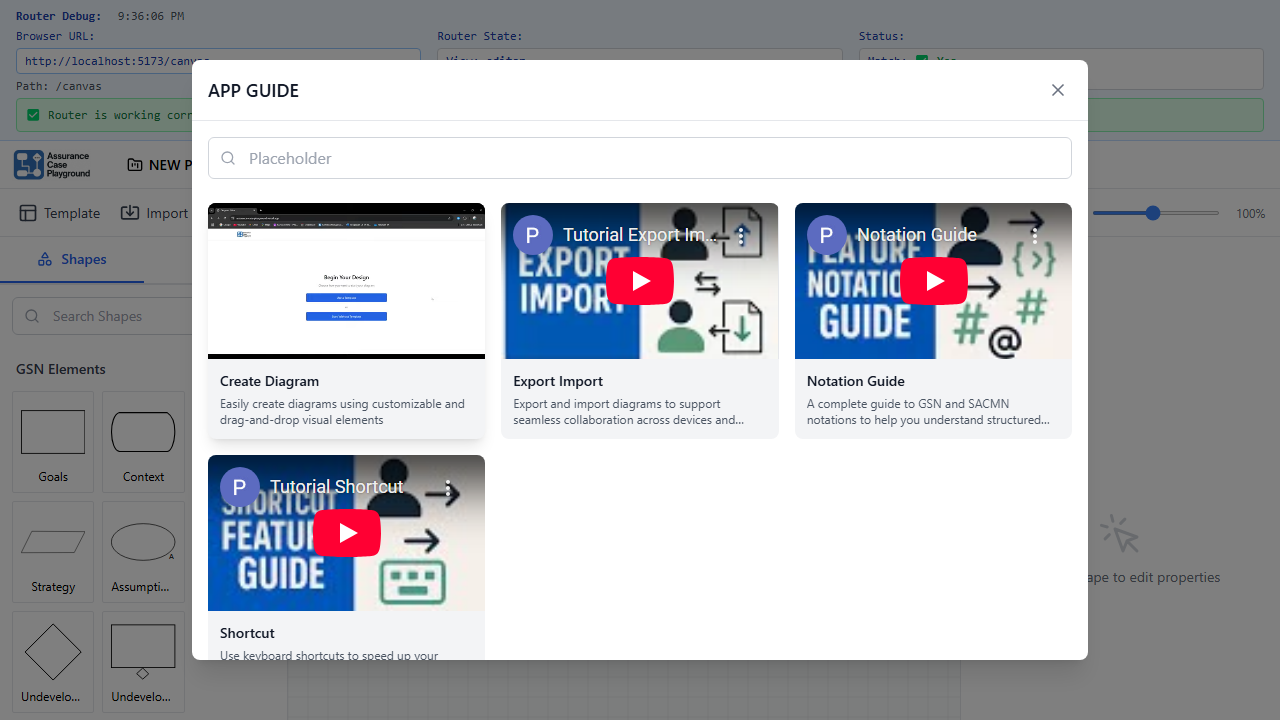 Router Debug: 9:36:06 PM
Browser URL:
Router State:
Status:
http://localhost:5173/canvas
View: editor
Match: ✅ Yes
Path: /canvas
✅ Router is working corr
Assurance
Case
Playground
NEW P
Template
Import
100%
Shapes
Search Shapes
GSN Elements
Goals
Context
Strategy
A
Assumpti...
Undevelo...
Undevelo...
ape to edit properties
APP GUIDE
Placeholder
Begin Your Design
Create Diagram
Easily create diagrams using customizable and
drag-and-drop visual elements
P
Tutorial Export Im...
EXPORT
IMPORT
Export Import
Export and import diagrams to support
seamless collaboration across devices and...
P
Notation Guide
FEATURE
NOTATION
GUIDE
{ }
# #
@
Notation Guide
A complete guide to GSN and SACMN
notations to help you understand structured...
P
Tutorial Shortcut
SHORTCUT
FEATURE
GUIDE
Shortcut
Use keyboard shortcuts to speed up your